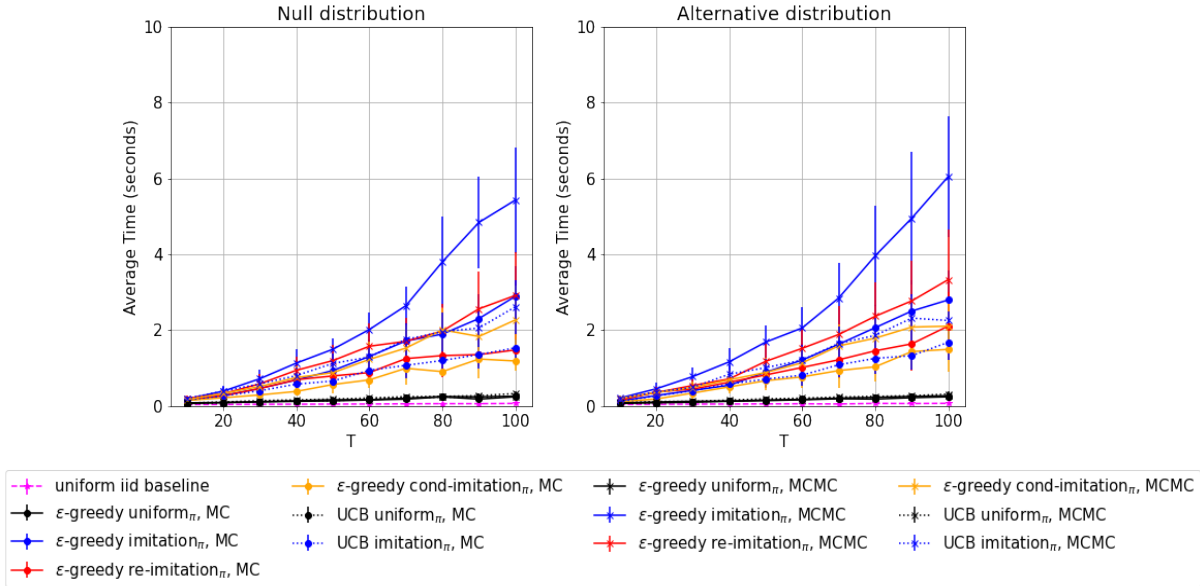 Null distribution
Alternative distribution
10
8
6
4
2
0
Average Time (seconds)
20
40
60
80
100
T
10
8
6
4
2
0
Average Time (seconds)
20
40
60
80
100
T
uniform iid baseline
ε-greedy uniformπ, MC
ε-greedy imitationπ, MC
ε-greedy re-imitationπ, MC
ε-greedy cond-imitationπ, MC
UCB uniformπ, MC
UCB imitationπ, MC
ε-greedy uniformπ, MCMC
ε-greedy imitationπ, MCMC
ε-greedy re-imitationπ, MCMC
ε-greedy cond-imitationπ, MCMC
UCB uniformπ, MCMC
UCB imitationπ, MCMC